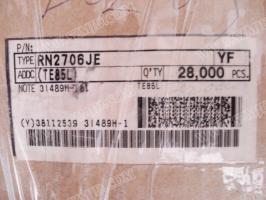 P/N:
TYPE RN2706JE YF
ADDC (TE85L) Q'TY 28,000 PCS.
NOTE 31489H-1 TE85L
(Y)38112539 31489H-1